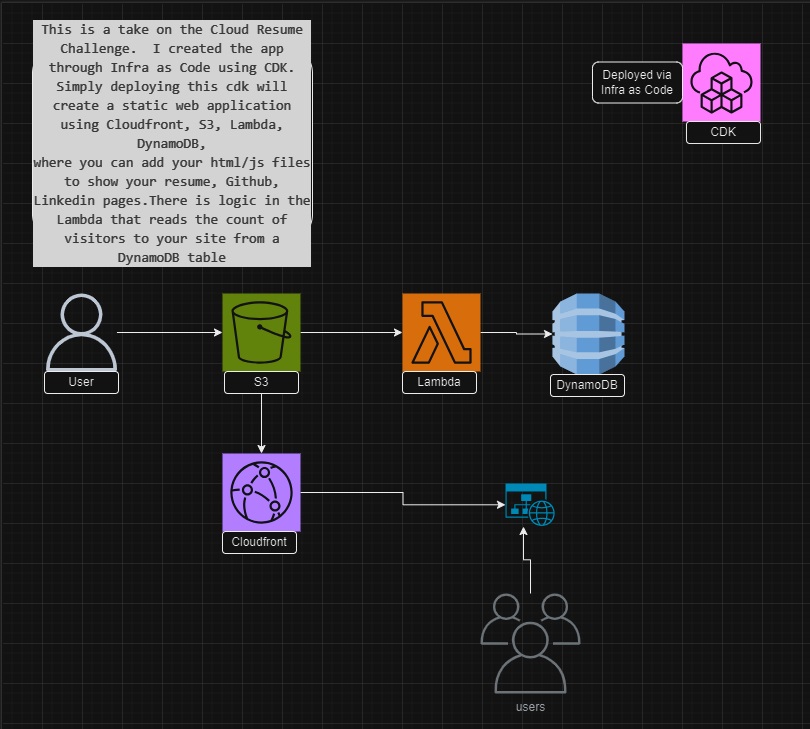 This is a take on the Cloud Resume
Challenge.  I created the app
through Infra as Code using CDK.
Simply deploying this cdk will
create a static web application
using Cloudfront, S3, Lambda,
DynamoDB,
where you can add your html/js files
to show your resume, Github,
Linkedin pages.There is logic in the
Lambda that reads the count of
visitors to your site from a
DynamoDB table
Deployed via
Infra as Code
CDK
User
S3
Lambda
DynamoDB
Cloudfront
users